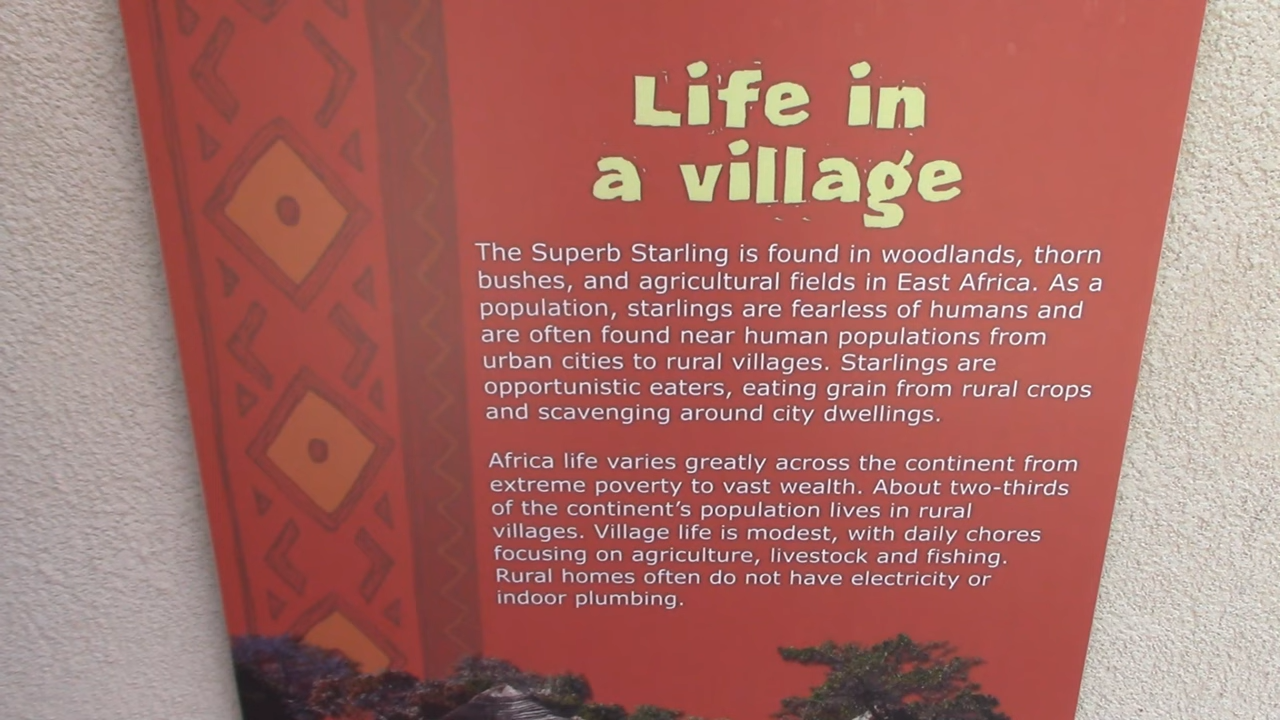 Life in
a village
The Superb Starling is found in woodlands, thorn
bushes, and agricultural fields in East Africa. As a
population, starlings are fearless of humans and
are often found near human populations from
urban cities to rural villages. Starlings are
opportunistic eaters, eating grain from rural crops
and scavenging around city dwellings.
Africa life varies greatly across the continent from
extreme poverty to vast wealth. About two-thirds
of the continent’s population lives in rural
villages. Village life is modest, with daily chores
focusing on agriculture, livestock and fishing.
Rural homes often do not have electricity or
indoor plumbing.